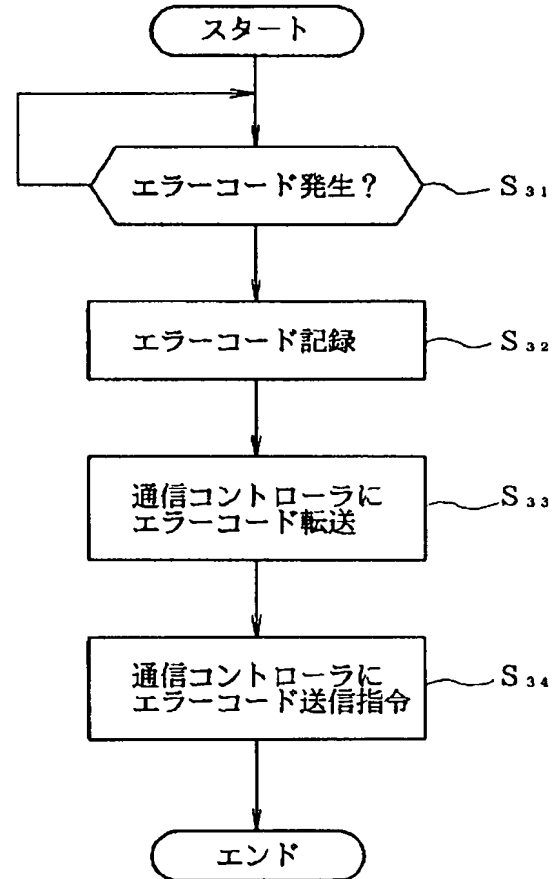 スタート
エラーコード発生？
S₃₁
エラーコード記録
S₃₂
通信コントローラに
エラーコード転送
S₃₃
通信コントローラに
エラーコード送信指令
S₃₄
エンド